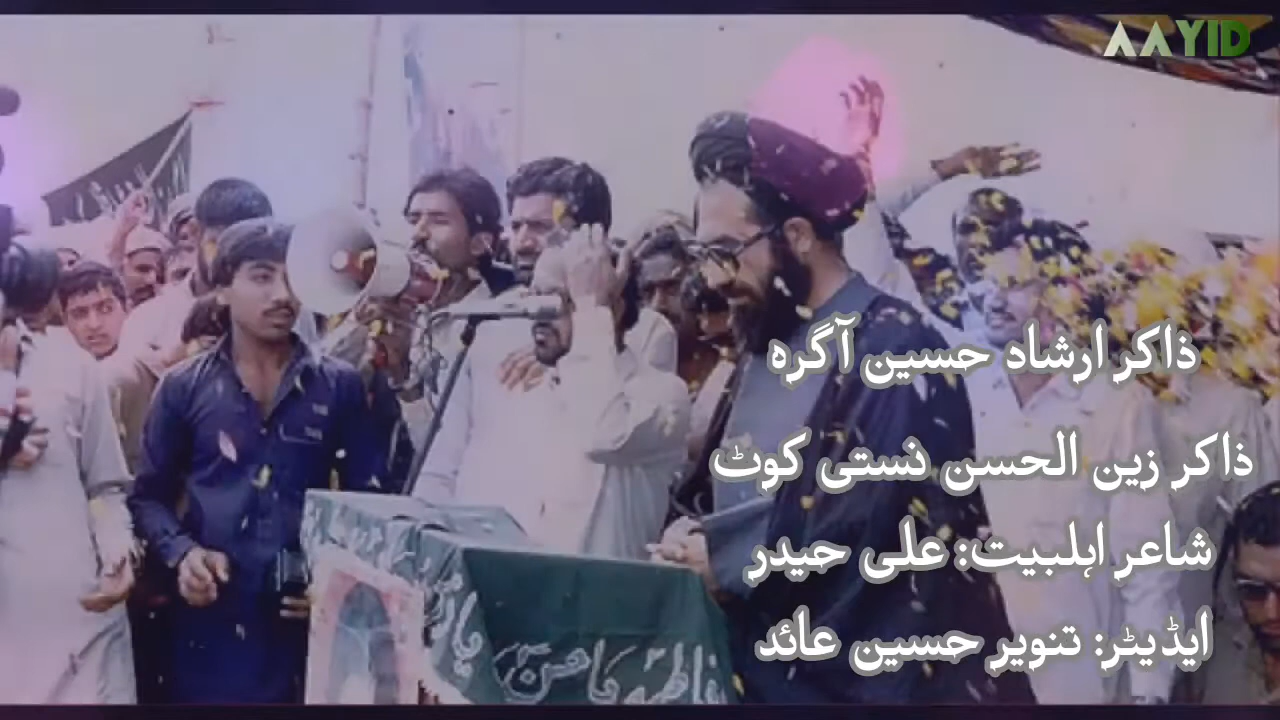 AAYID
ذاکر ارشاد حسین آگرہ
ذاکر زین الحسن نستی کوٹ
شاعر اہلبیت: علی حیدر
ایڈیٹر: تنویر حسین عائد